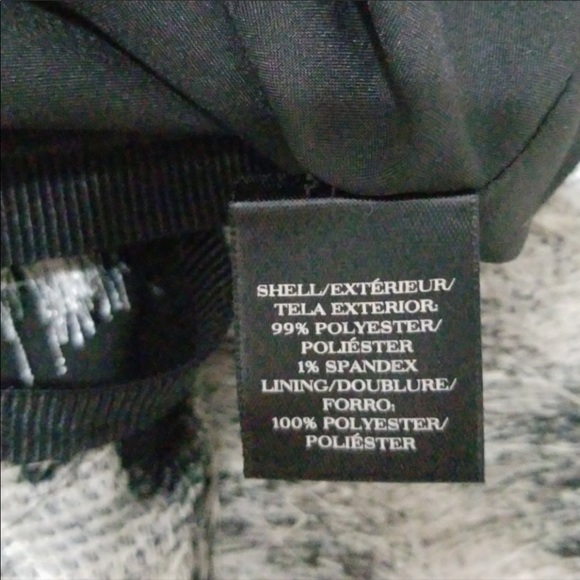 SHELL/EXTÉRIEUR/
TELA EXTERIOR:
99% POLYESTER/
POLIÉSTER
1% SPANDEX
LINING/DOUBLURE/
FORRO:
100% POLYESTER/
POLIÉSTER